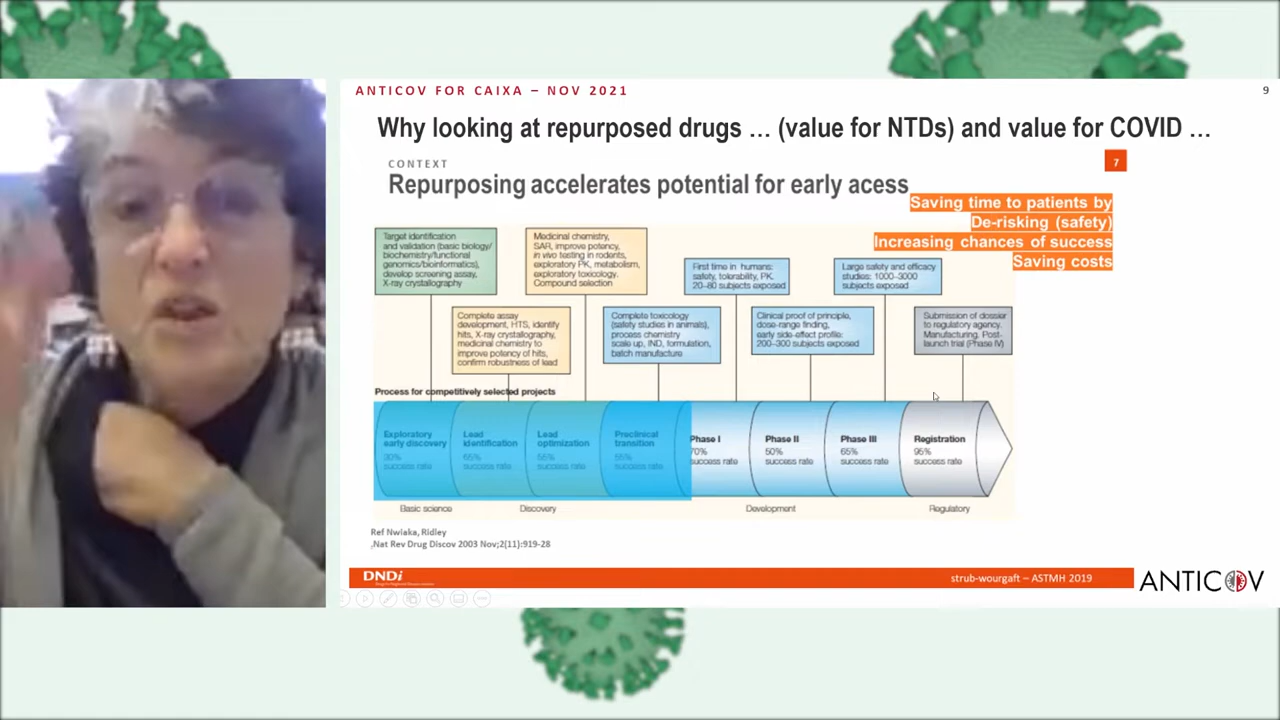 ANTICOV FOR CAIXA – NOV 2021
9
Why looking at repurposed drugs … (value for NTDs) and value for COVID …
7
CONTEXT
Repurposing accelerates potential for early acess
Saving time to patients by
De-risking (safety)
Increasing chances of success
Saving costs
Target identification
and validation (basic biology/
biochemistry/functional
genomics/bioinformatics),
develop screening assay,
X-ray crystallography
Medicinal chemistry,
SAR, improve potency,
in vivo testing in rodents,
exploratory PK, metabolism,
exploratory toxicology.
Compound selection
First time in humans:
safety, tolerability, PK.
20–80 subjects exposed
Large safety and efficacy
studies: 1000–3000
subjects exposed
Complete assay
development, HTS, identify
hits, X-ray crystallography,
medicinal chemistry to
improve potency of hits,
confirm robustness of lead
Complete toxicology
(safety studies in animals),
process chemistry
scale up, IND, formulation,
batch manufacture
Clinical proof of principle,
dose-range finding,
early side-effect profile:
200–300 subjects exposed
Submission of dossier
to regulatory agency.
Manufacturing. Post-
launch trial (Phase IV)
Process for competitively selected projects
Exploratory
early discovery
30%
success rate
Lead
identification
65%
success rate
Lead
optimization
55%
success rate
Preclinical
transition
55%
success rate
Phase I
70%
success rate
Phase II
50%
success rate
Phase III
65%
success rate
Registration
95%
success rate
Basic science
Discovery
Development
Regulatory
Ref Nwiaka, Ridley
,Nat Rev Drug Discov 2003 Nov;2(11):919-28
DNDi
strub-wourgaft – ASTMH 2019
ANTICOV